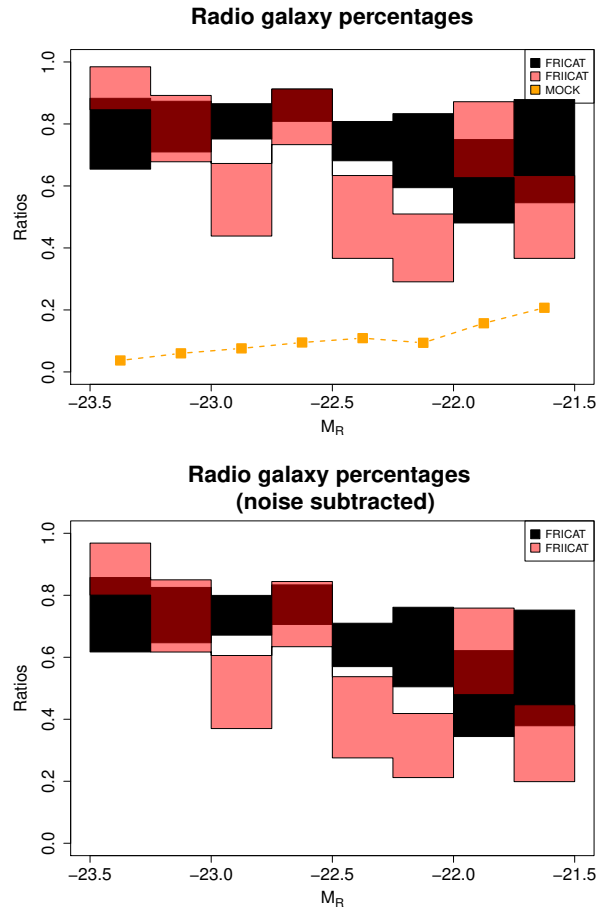 Radio galaxy percentages
FRICAT
FRIICAT
MOCK
Ratios
1.0
0.8
0.6
0.4
0.2
0.0
−23.5 −23.0 −22.5 −22.0 −21.5
M_R
Radio galaxy percentages
(noise subtracted)
FRICAT
FRIICAT
Ratios
1.0
0.8
0.6
0.4
0.2
0.0
−23.5 −23.0 −22.5 −22.0 −21.5
M_R